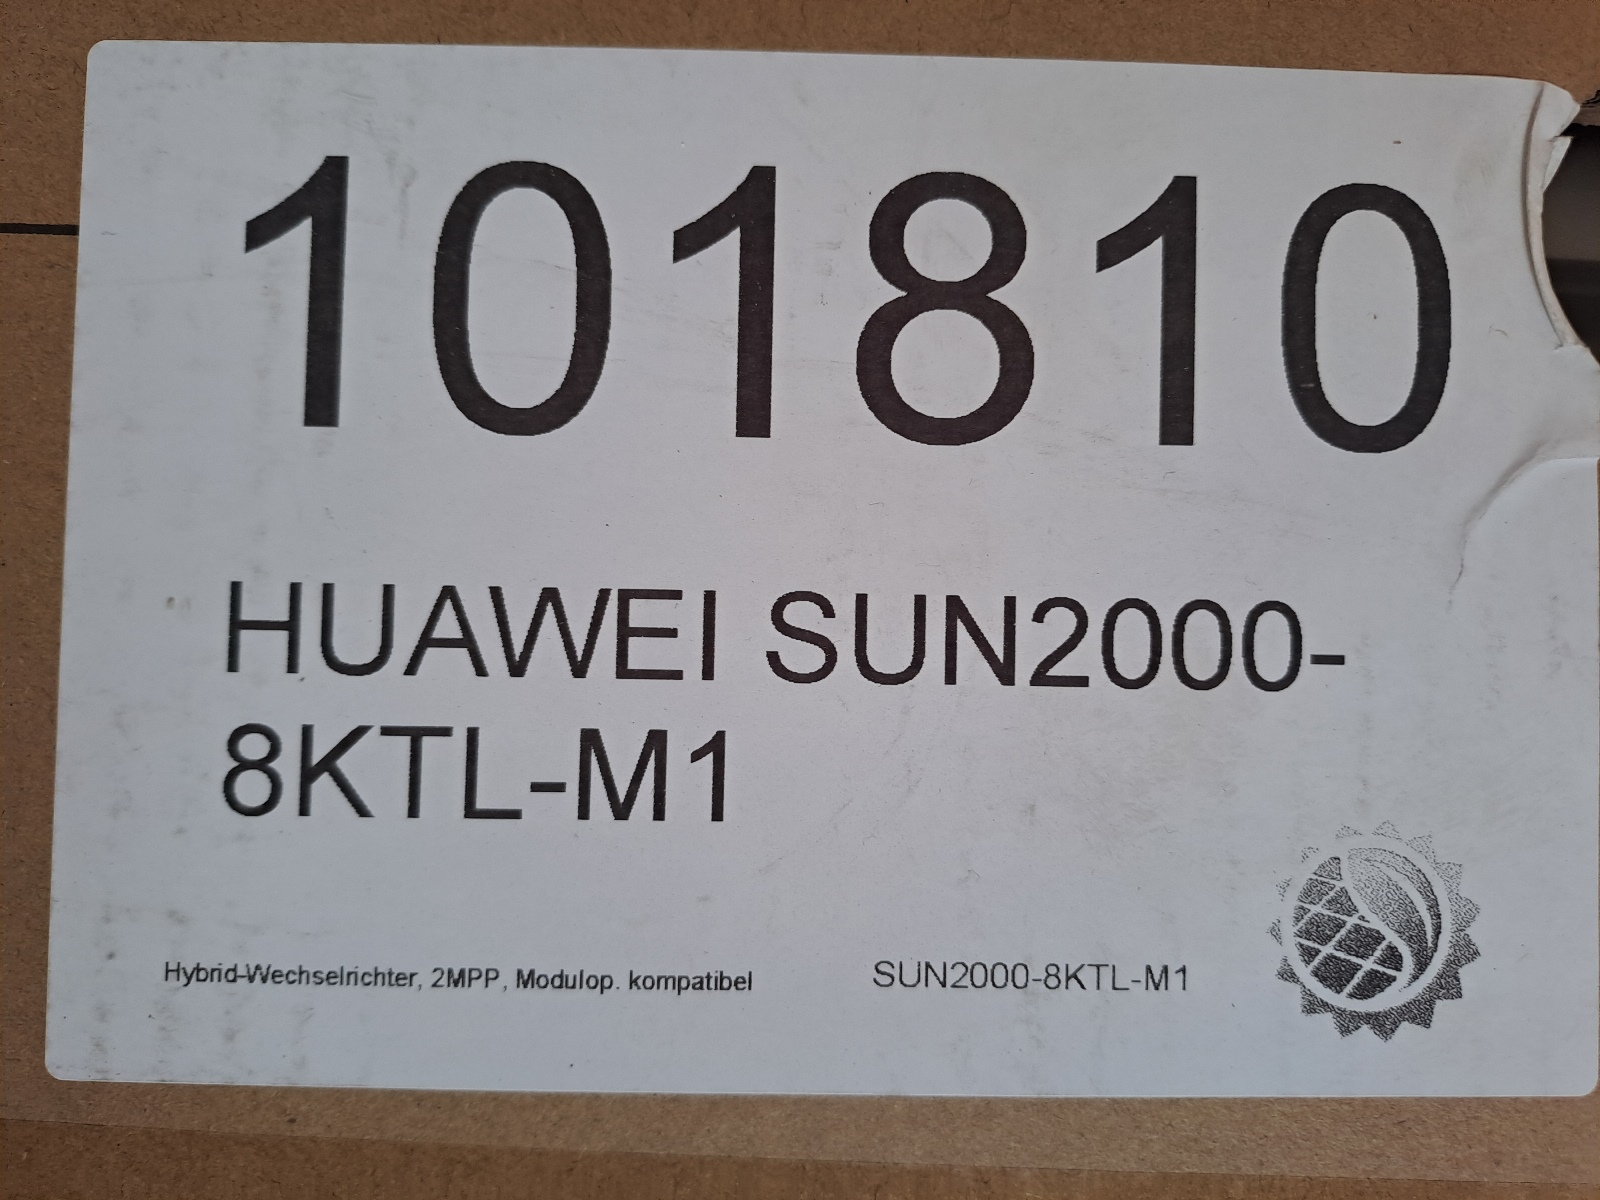 101810
HUAWEI SUN2000-
8KTL-M1
Hybrid-Wechselrichter, 2MPP, Modulop. kompatibel
SUN2000-8KTL-M1